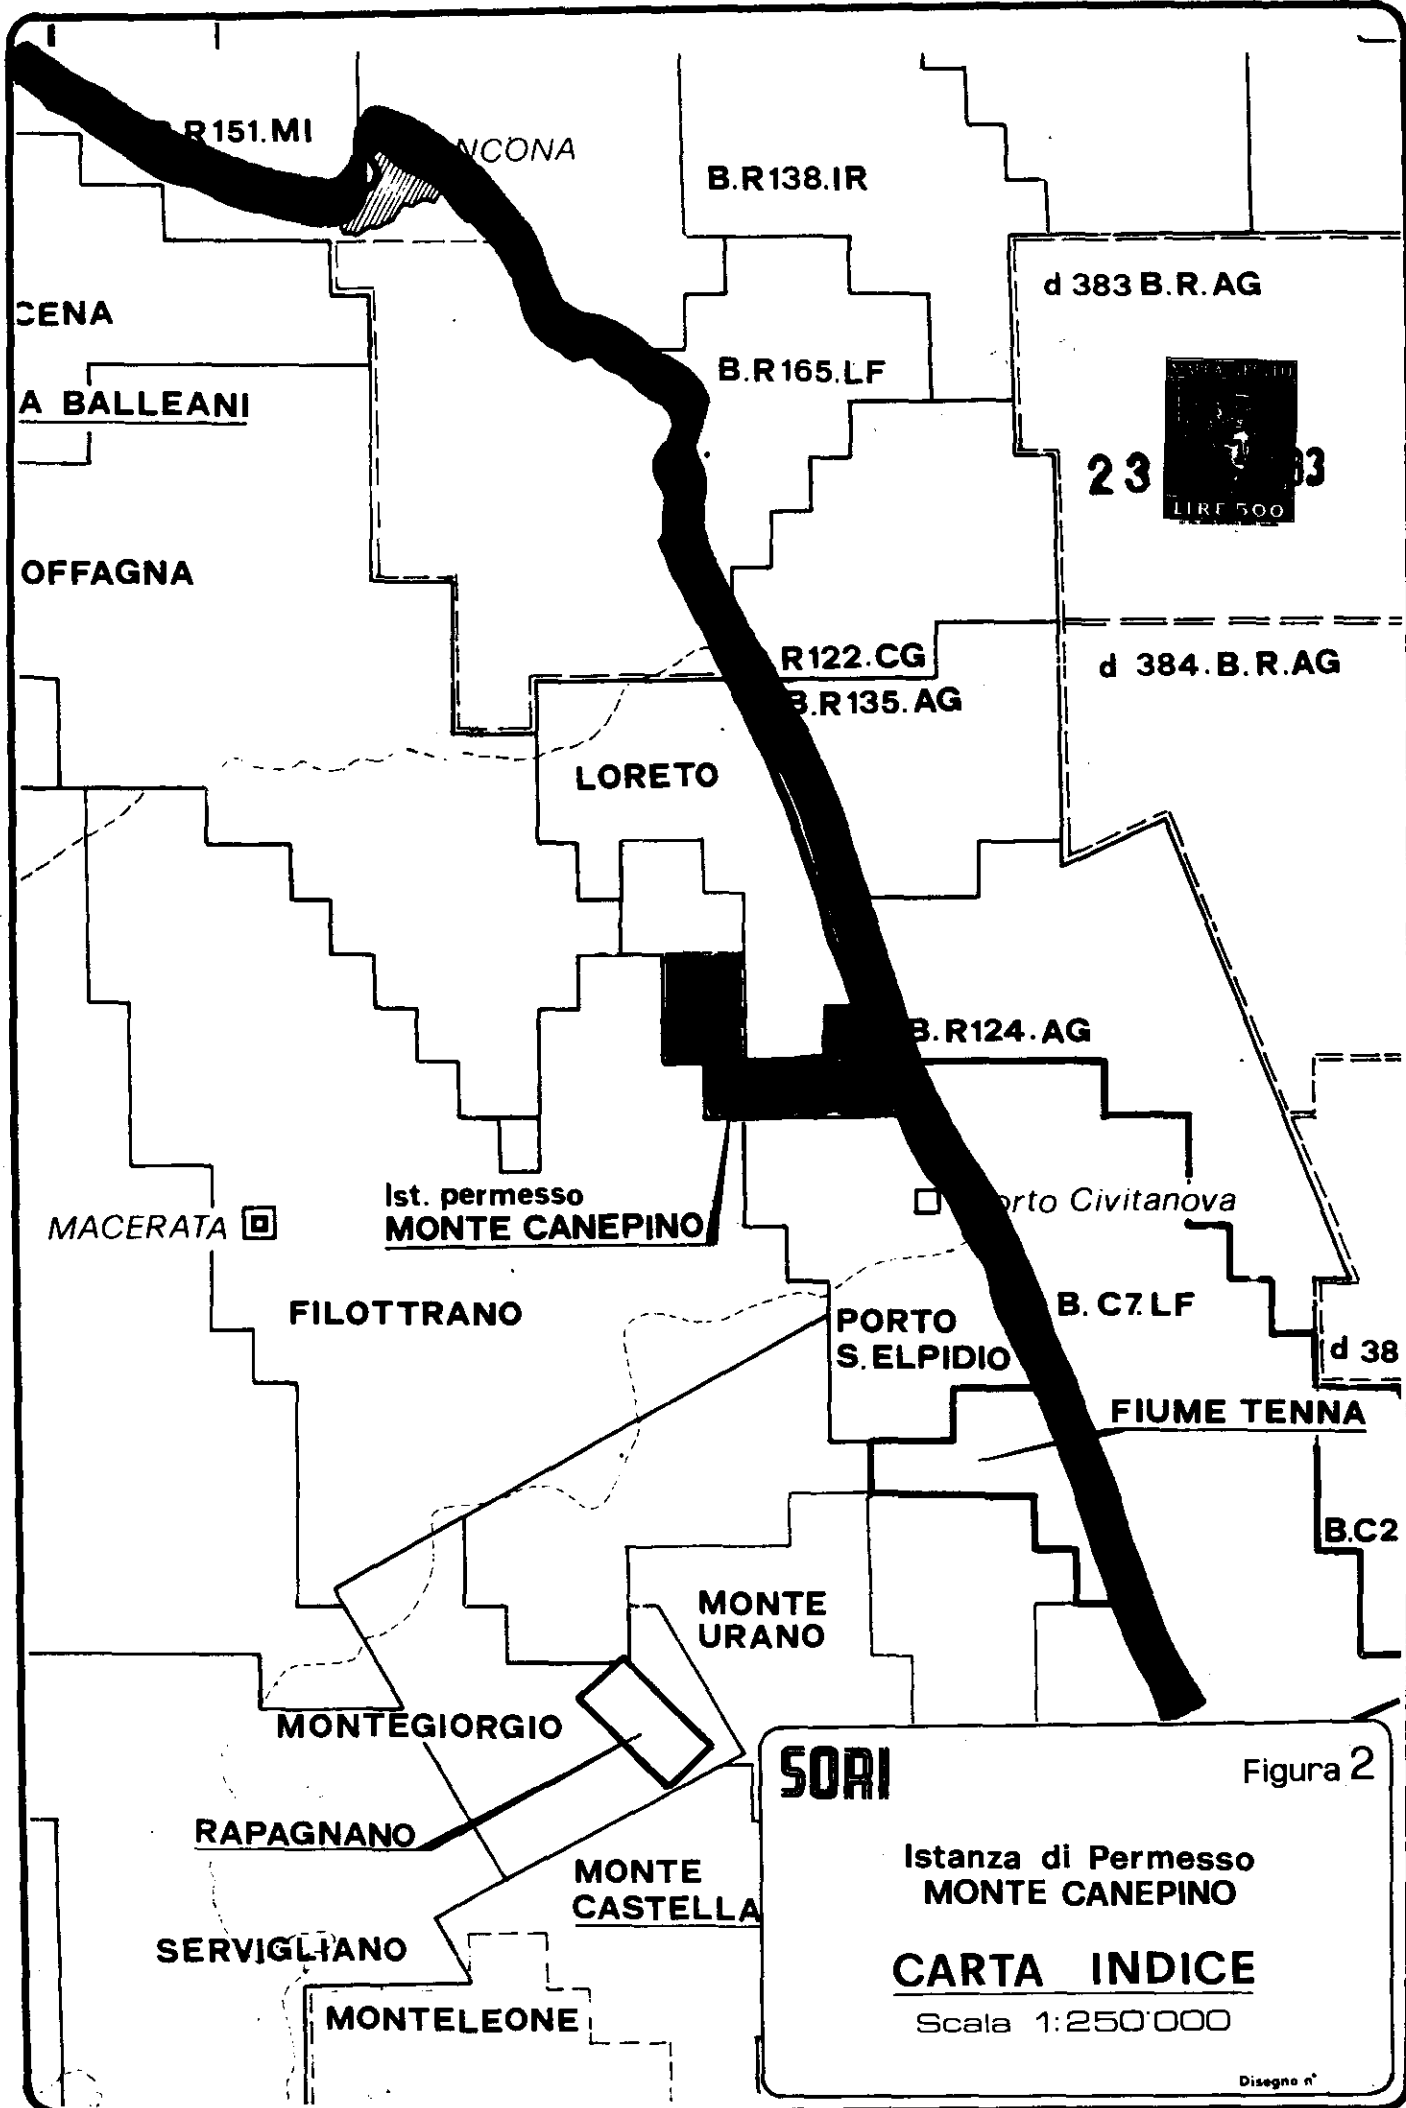 R151.MI
NCONA
B.R138.IR
d 383 B.R.AG
CENA
B.R165.LF
A BALLEANI
23
83
LIRE 500
OFFAGNA
R122.CG
B.R135.AG
d 384.B.R.AG
LORETO
B.R124.AG
Ist. permesso
MONTE CANEPINO
MACERATA
orto Civitanova
FILOTTRANO
B.C7.LF
PORTO
S.ELPIDIO
d 38
FIUME TENNA
B.C2
MONTE
URANO
MONTEGIORGIO
RAPAGNANO
MONTE
CASTELLA
SERVIGLIANO
MONTELEONE
SORI
Figura 2
Istanza di Permesso
MONTE CANEPINO
CARTA INDICE
Scala 1:250'000
Disegno n°